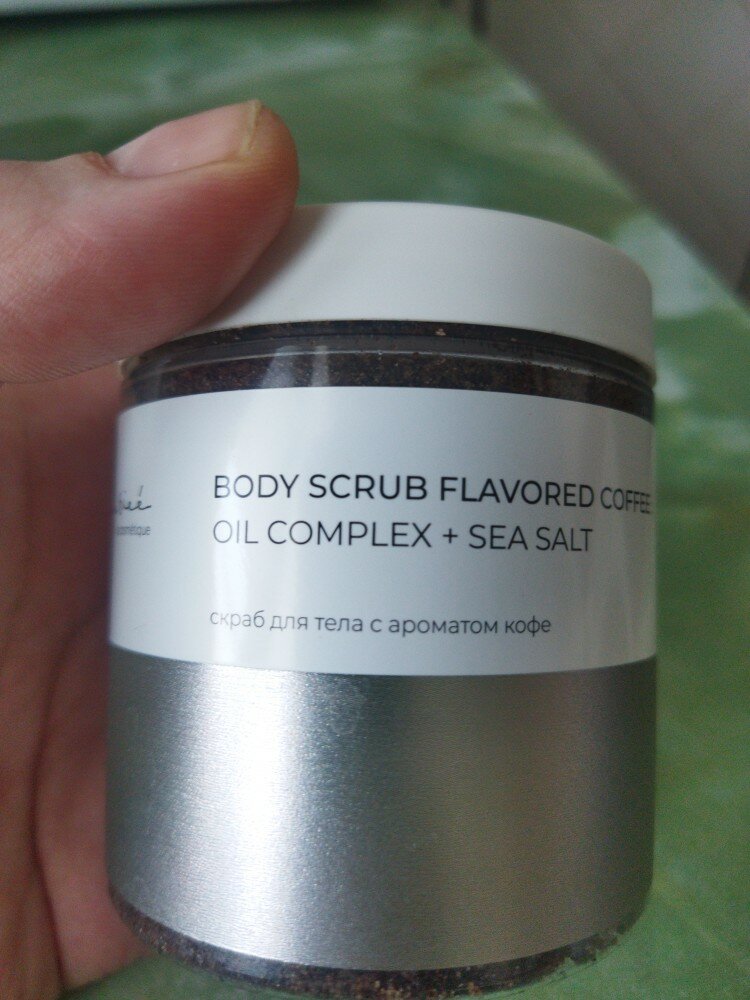 BODY SCRUB FLAVORED COFFEE
OIL COMPLEX + SEA SALT
скраб для тела с ароматом кофе